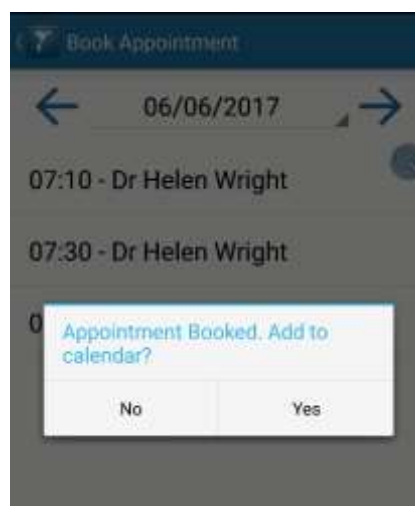 Book Appointment
06/06/2017
07:10 - Dr Helen Wright
07:30 - Dr Helen Wright
0
Appointment Booked. Add to
calendar?
No Yes